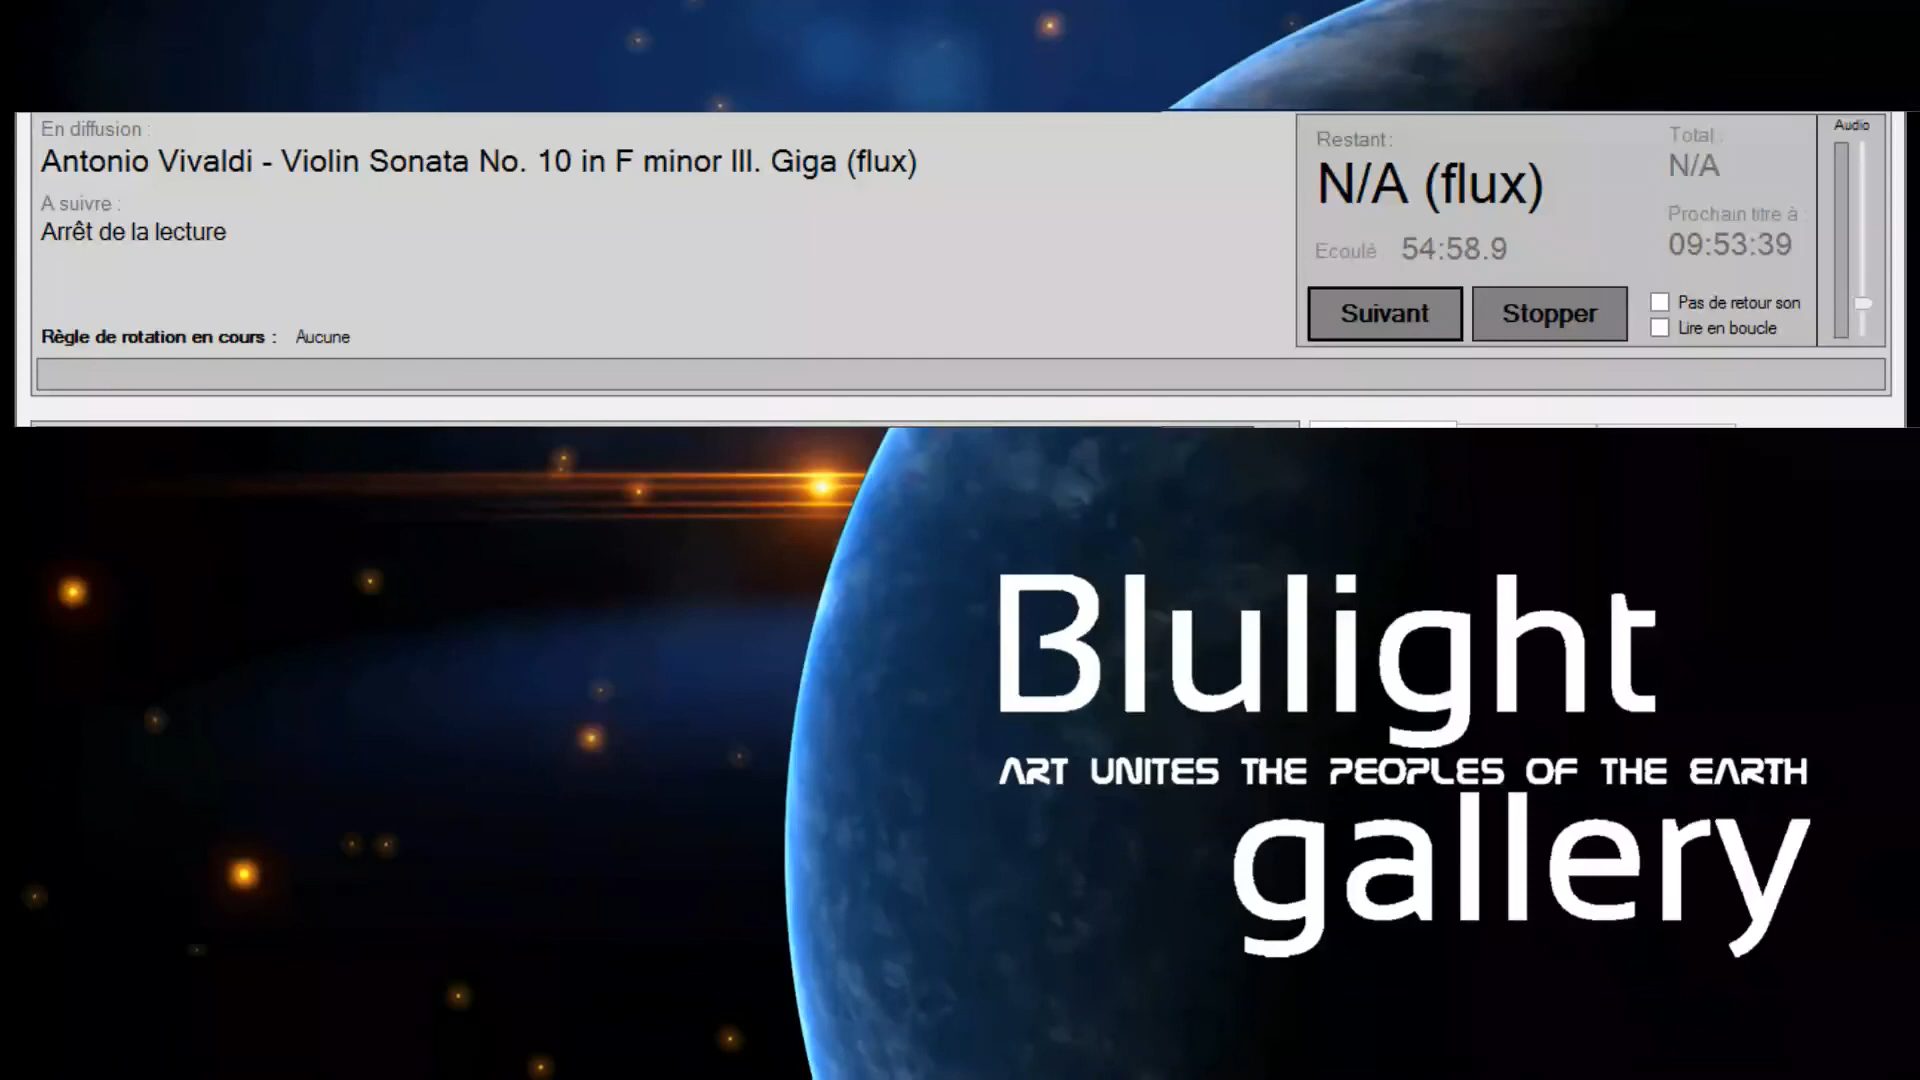 En diffusion :
Antonio Vivaldi - Violin Sonata No. 10 in F minor III. Giga (flux)
A suivre :
Arrêt de la lecture
Règle de rotation en cours : Aucune
Restant :
N/A (flux)
Ecoulé 54:58.9
Total :
N/A
Prochain titre à
09:53:39
Suivant
Stopper
Pas de retour son
Lire en boucle
Audio
Blulight
ART UNITES THE PEOPLES OF THE EARTH
gallery